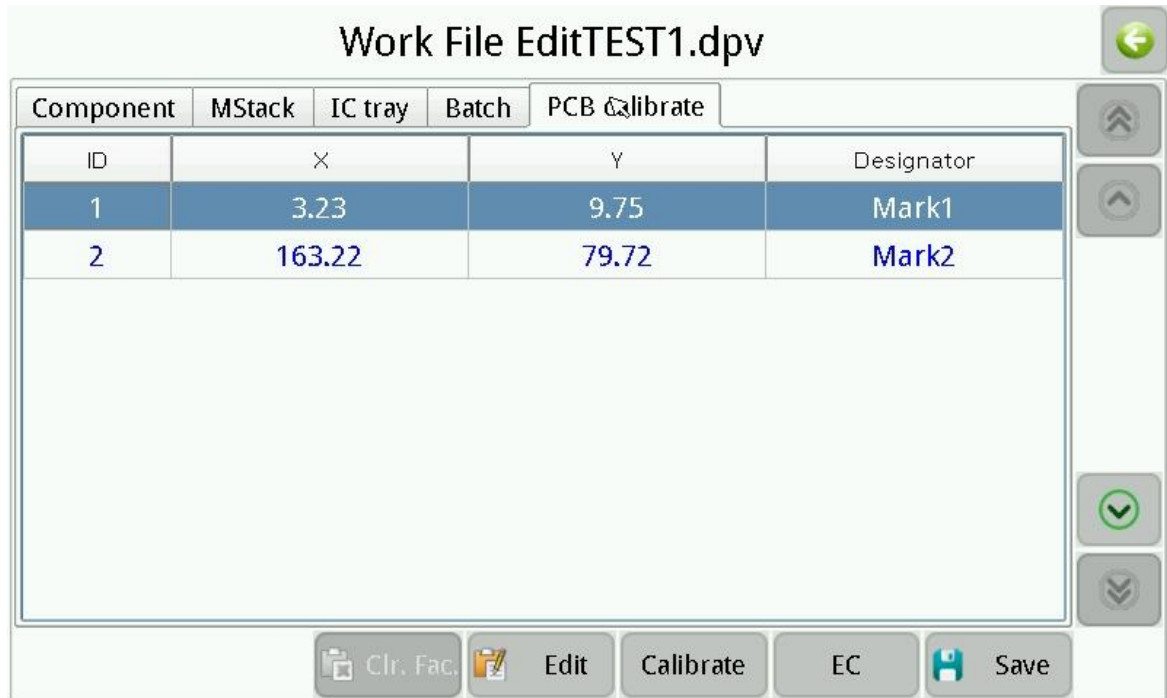 Work File EditTEST1.dpv
Component MStack IC tray Batch PCB Calibrate
ID X Y Designator
1 3.23 9.75 Mark1
2 163.22 79.72 Mark2
Clr. Fac. Edit Calibrate EC Save